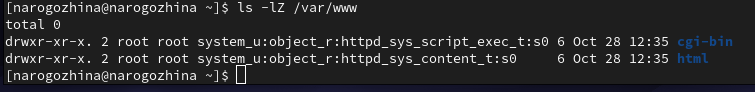 [narogozhina@narogozhina ~]$ ls -lZ /var/www
total 0
drwxr-xr-x. 2 root root system_u:object_r:httpd_sys_script_exec_t:s0 6 Oct 28 12:35 cgi-bin
drwxr-xr-x. 2 root root system_u:object_r:httpd_sys_content_t:s0     6 Oct 28 12:35 html
[narogozhina@narogozhina ~]$